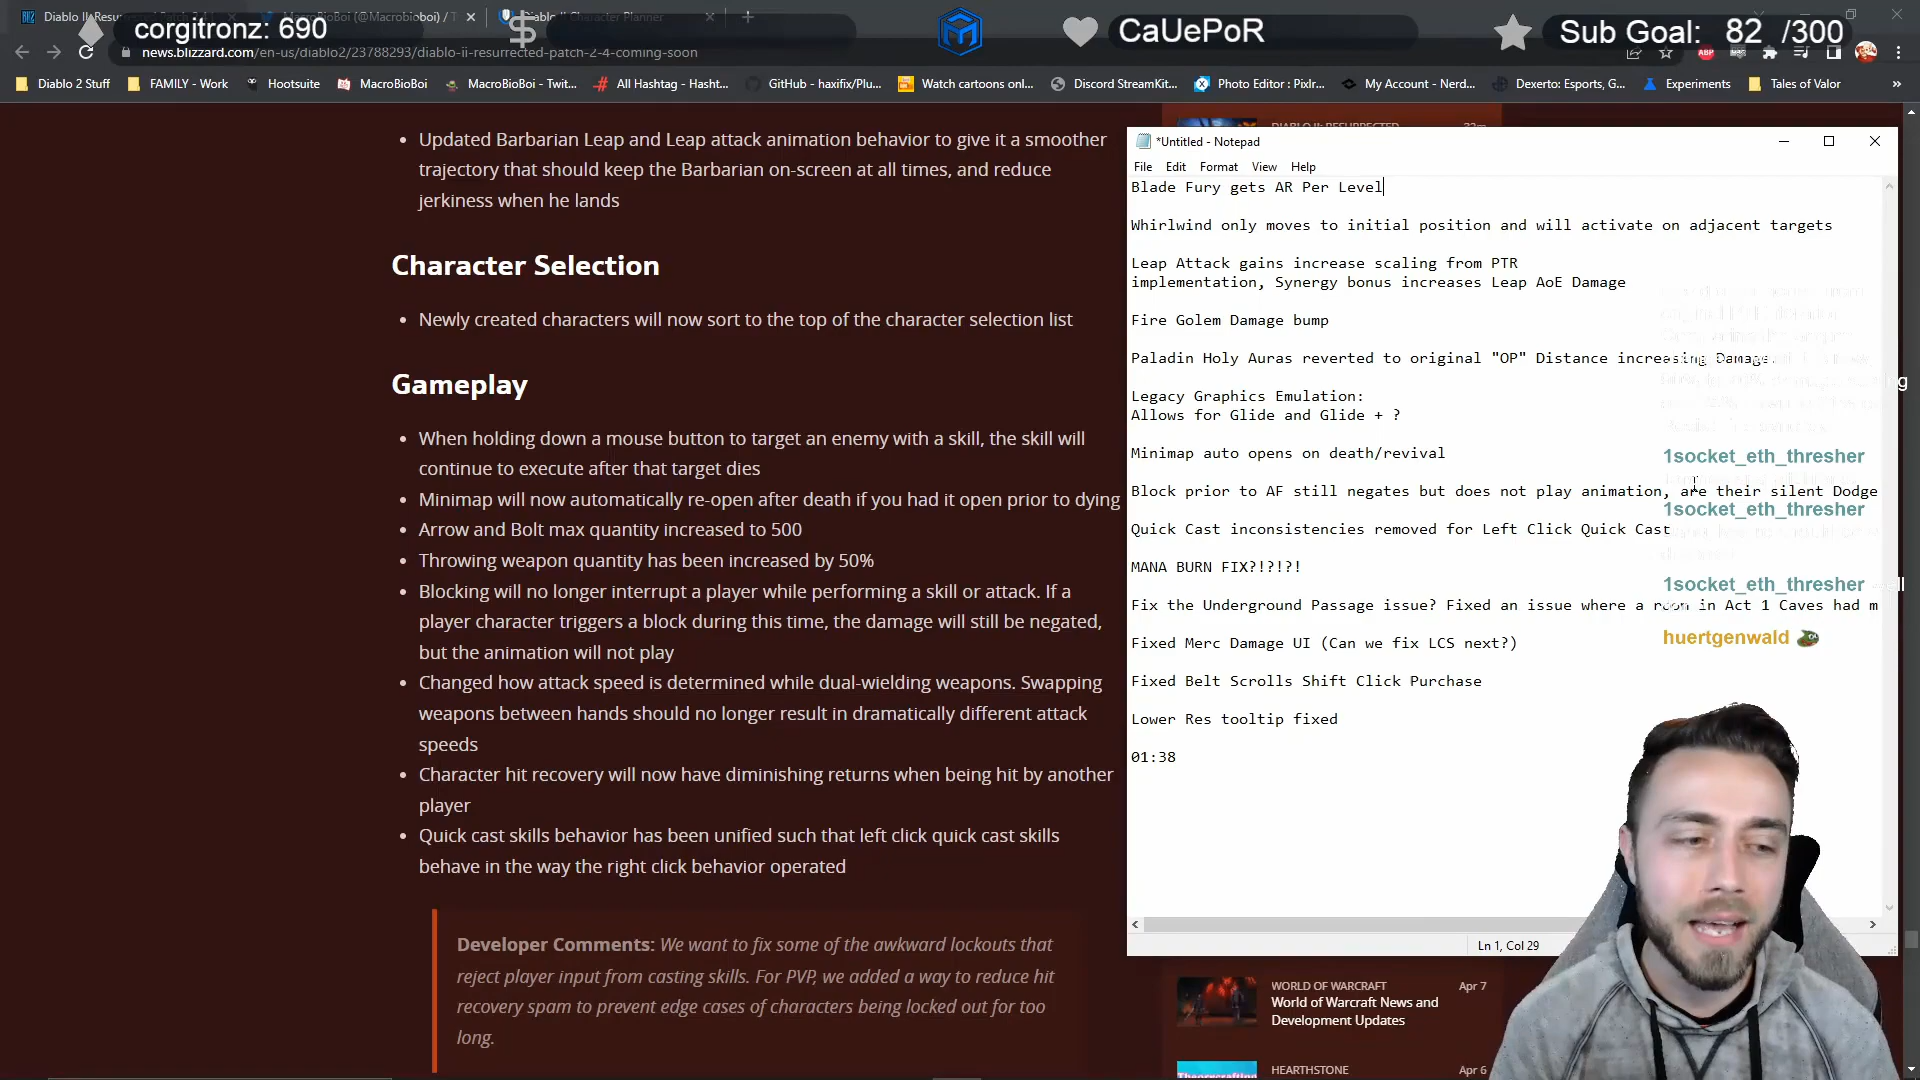 Diablo II: Resurrected Patch 2.4
MacroBioBoi (@Macrobioboi) / T
Diablo II Character Planner
corgitronz: 690
CaUePoR
Sub Goal: 82 /300
news.blizzard.com/en-us/diablo2/23788293/diablo-ii-resurrected-patch-2-4-coming-soon
Diablo 2 Stuff
FAMILY - Work
Hootsuite
MacroBioBoi
MacroBioBoi - Twit...
All Hashtag - Hasht...
GitHub - haxifix/Plu...
Watch cartoons onl...
Discord StreamKit...
Photo Editor : Pixlr...
My Account - Nerd...
Dexerto: Esports, G...
Experiments
Tales of Valor
»
• Updated Barbarian Leap and Leap attack animation behavior to give it a smoother
trajectory that should keep the Barbarian on-screen at all times, and reduce
jerkiness when he lands
Character Selection
• Newly created characters will now sort to the top of the character selection list
Gameplay
• When holding down a mouse button to target an enemy with a skill, the skill will
continue to execute after that target dies
• Minimap will now automatically re-open after death if you had it open prior to dying
• Arrow and Bolt max quantity increased to 500
• Throwing weapon quantity has been increased by 50%
• Blocking will no longer interrupt a player while performing a skill or attack. If a
player character triggers a block during this time, the damage will still be negated,
but the animation will not play
• Changed how attack speed is determined while dual-wielding weapons. Swapping
weapons between hands should no longer result in dramatically different attack
speeds
• Character hit recovery will now have diminishing returns when being hit by another
player
• Quick cast skills behavior has been unified such that left click quick cast skills
behave in the way the right click behavior operated
Developer Comments: We want to fix some of the awkward lockouts that
reject player input from casting skills. For PVP, we added a way to reduce hit
recovery spam to prevent edge cases of characters being locked out for too
long.
DIABLO II: RESURRECTED
*Untitled - Notepad
File Edit Format View Help
Blade Fury gets AR Per Level
Whirlwind only moves to initial position and will activate on adjacent targets
Leap Attack gains increase scaling from PTR
implementation, Synergy bonus increases Leap AoE Damage
Fire Golem Damage bump
Paladin Holy Auras reverted to original "OP" Distance increasing Damage.
Legacy Graphics Emulation:
Allows for Glide and Glide + ?
Minimap auto opens on death/revival
Block prior to AF still negates but does not play animation, are their silent Dodge
Quick Cast inconsistencies removed for Left Click Quick Cast
MANA BURN FIX?!?!?!
Fix the Underground Passage issue? Fixed an issue where a room in Act 1 Caves had m
Fixed Merc Damage UI (Can we fix LCS next?)
Fixed Belt Scrolls Shift Click Purchase
Lower Res tooltip fixed
01:38
Ln 1, Col 29
1socket_eth_thresher
1socket_eth_thresher
1socket_eth_thresher
huertgenwald
WORLD OF WARCRAFT
Apr 7
World of Warcraft News and
Development Updates
HEARTHSTONE
Apr 6